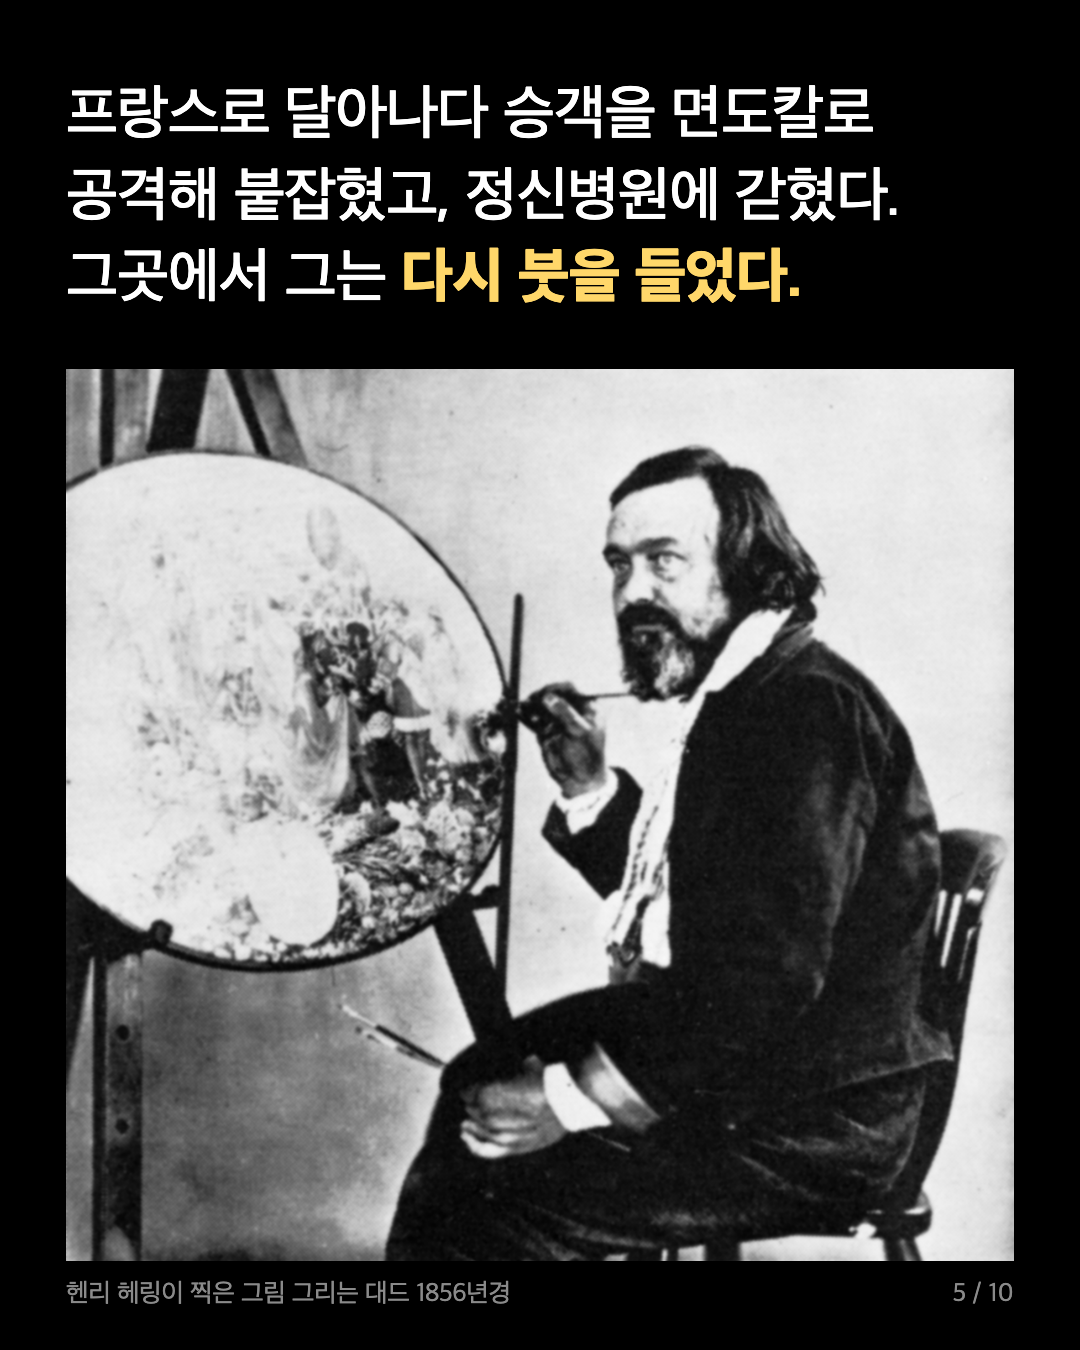 프랑스로 달아나다 승객을 면도칼로
공격해 붙잡혔고, 정신병원에 갇혔다.
그곳에서 그는 다시 붓을 들었다.
헨리 헤링이 찍은 그림 그리는 대드 1856년경
5 / 10